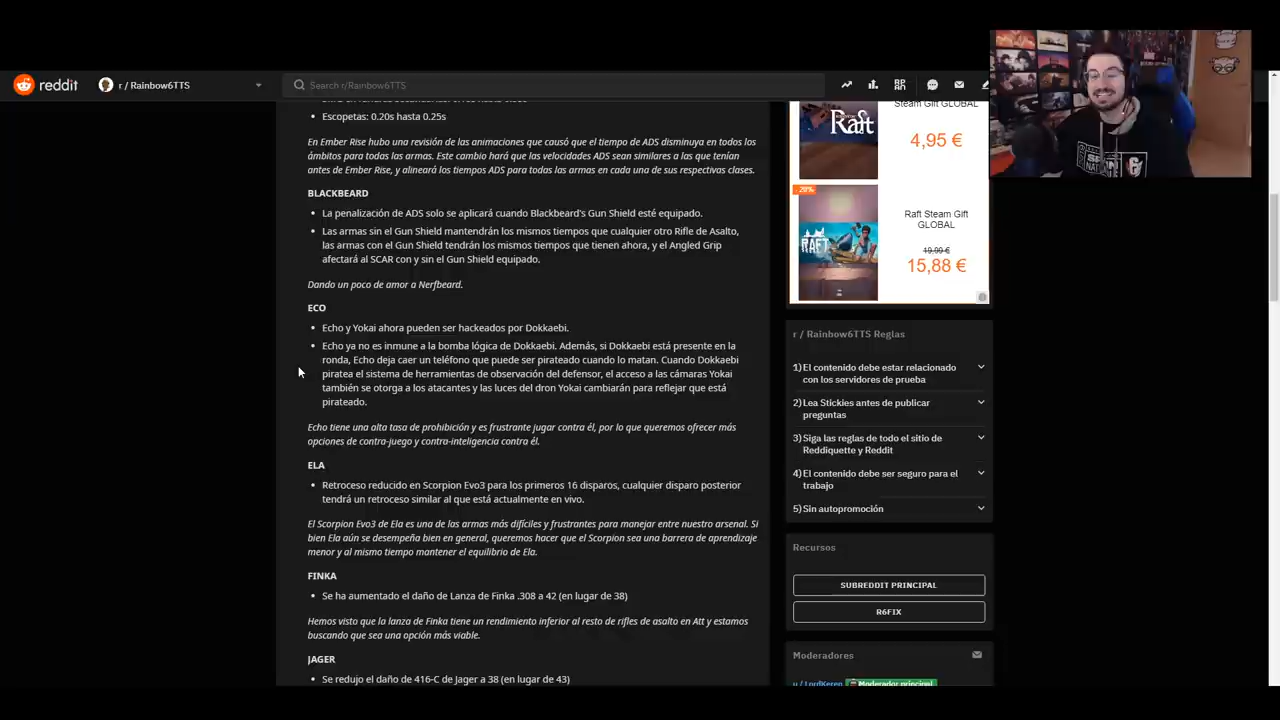 reddit
r / Rainbow6TTS
Search r/Rainbow6TTS
Escopetas: 0.20s hasta 0.25s
En Ember Rise hubo una revisión de las animaciones que causó que el tiempo de ADS disminuya en todos los
ámbitos para todas las armas. Este cambio hará que las velocidades ADS sean similares a las que tenían
antes de Ember Rise, y alineará los tiempos ADS para todas las armas en cada una de sus respectivas clases.
BLACKBEARD
La penalización de ADS solo se aplicará cuando Blackbeard's Gun Shield esté equipado.
Las armas sin el Gun Shield mantendrán los mismos tiempos que cualquier otro Rifle de Asalto,
las armas con el Gun Shield tendrán los mismos tiempos que tienen ahora, y el Angled Grip
afectará al SCAR con y sin el Gun Shield equipado.
Dando un poco de amor a Nerfbeard.
ECO
Echo y Yokai ahora pueden ser hackeados por Dokkaebi.
Echo ya no es inmune a la bomba lógica de Dokkaebi. Además, si Dokkaebi está presente en la
ronda, Echo deja caer un teléfono que puede ser pirateado cuando lo matan. Cuando Dokkaebi
piratea el sistema de herramientas de observación del defensor, el acceso a las cámaras Yokai
también se otorga a los atacantes y las luces del dron Yokai cambiarán para reflejar que está
pirateado.
Echo tiene una alta tasa de prohibición y es frustrante jugar contra él, por lo que queremos ofrecer más
opciones de contra-juego y contra-inteligencia contra él.
ELA
Retroceso reducido en Scorpion Evo3 para los primeros 16 disparos, cualquier disparo posterior
tendrá un retroceso similar al que está actualmente en vivo.
El Scorpion Evo3 de Ela es una de las armas más difíciles y frustrantes para manejar entre nuestro arsenal. Si
bien Ela aún se desempeña bien en general, queremos hacer que el Scorpion sea una barrera de aprendizaje
menor y al mismo tiempo mantener el equilibrio de Ela.
FINKA
Se ha aumentado el daño de Lanza de Finka .308 a 42 (en lugar de 38)
Hemos visto que la lanza de Finka tiene un rendimiento inferior al resto de rifles de asalto en Att y estamos
buscando que sea una opción más viable.
JAGER
Se redujo el daño de 416-C de Jager a 38 (en lugar de 43)
Steam Gift GLOBAL
RAFT
4,95 €
-20%
RAFT
Raft Steam Gift
GLOBAL
19,99 €
15,88 €
r / Rainbow6TTS Reglas
1) El contenido debe estar relacionado
con los servidores de prueba
2) Lea Stickies antes de publicar
preguntas
3) Siga las reglas de todo el sitio de
Reddiquette y Reddit
4) El contenido debe ser seguro para el
trabajo
5) Sin autopromoción
Recursos
SUBREDDIT PRINCIPAL
R6FIX
Moderadores
u / LordKeren Moderador principal